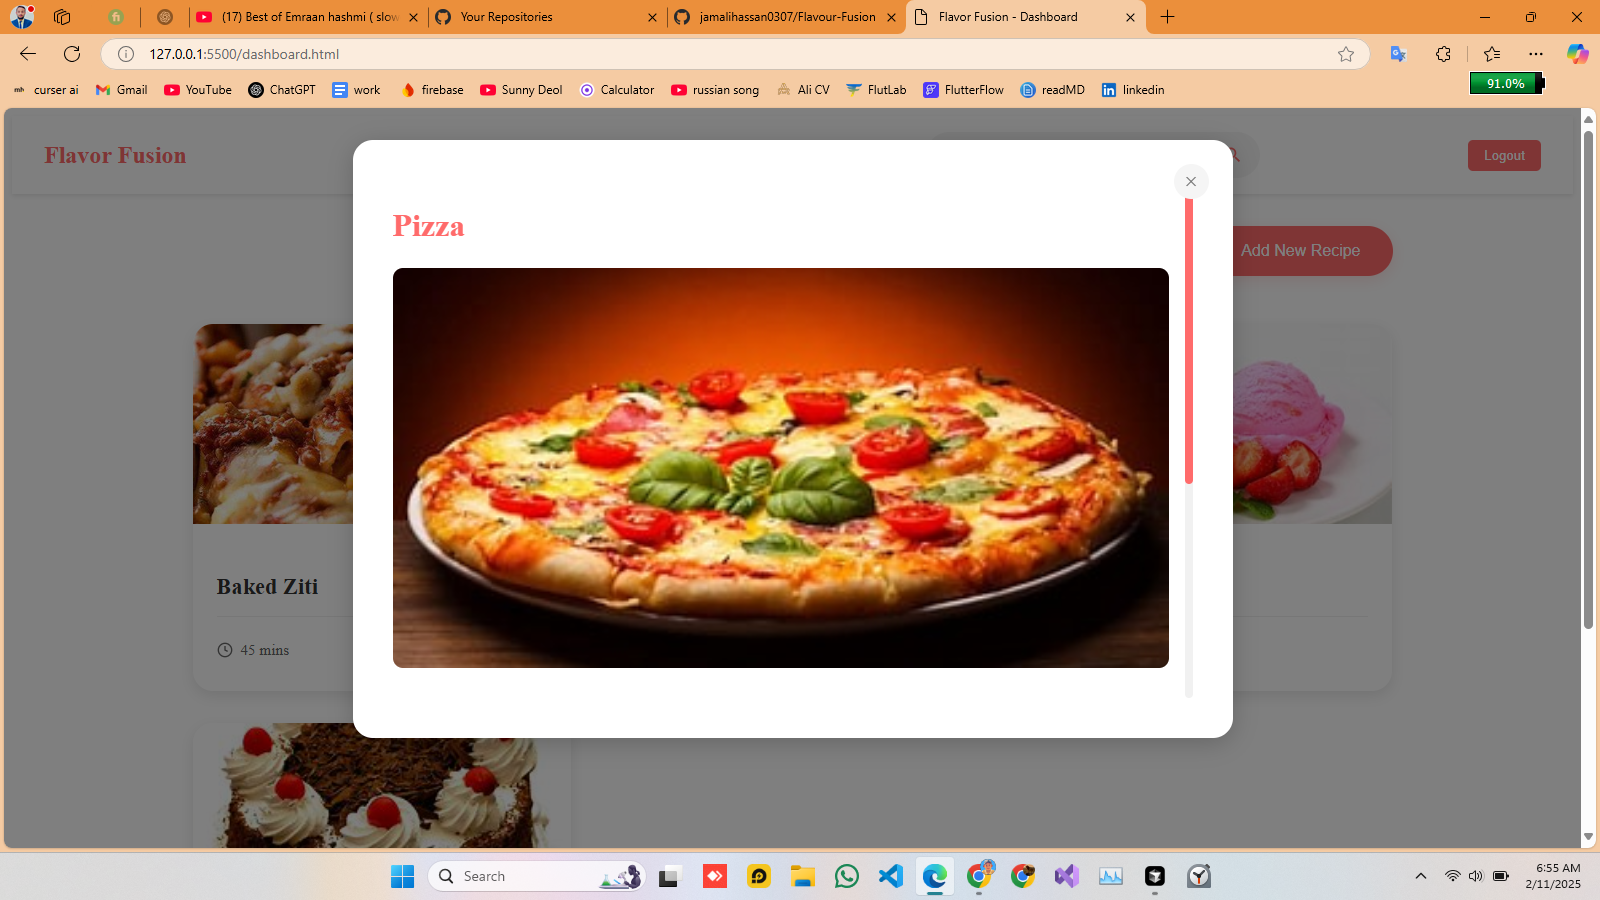 (17) Best of Emraan hashmi ( slow
Your Repositories
jamalihassan0307/Flavour-Fusion
Flavor Fusion - Dashboard
127.0.0.1:5500/dashboard.html
curser ai
Gmail
YouTube
ChatGPT
work
firebase
Sunny Deol
Calculator
russian song
Ali CV
FlutLab
FlutterFlow
readMD
linkedin
91.0%
Flavor Fusion
Logout
Pizza
Add New Recipe
Baked Ziti
45 mins
Search
6:55 AM
2/11/2025